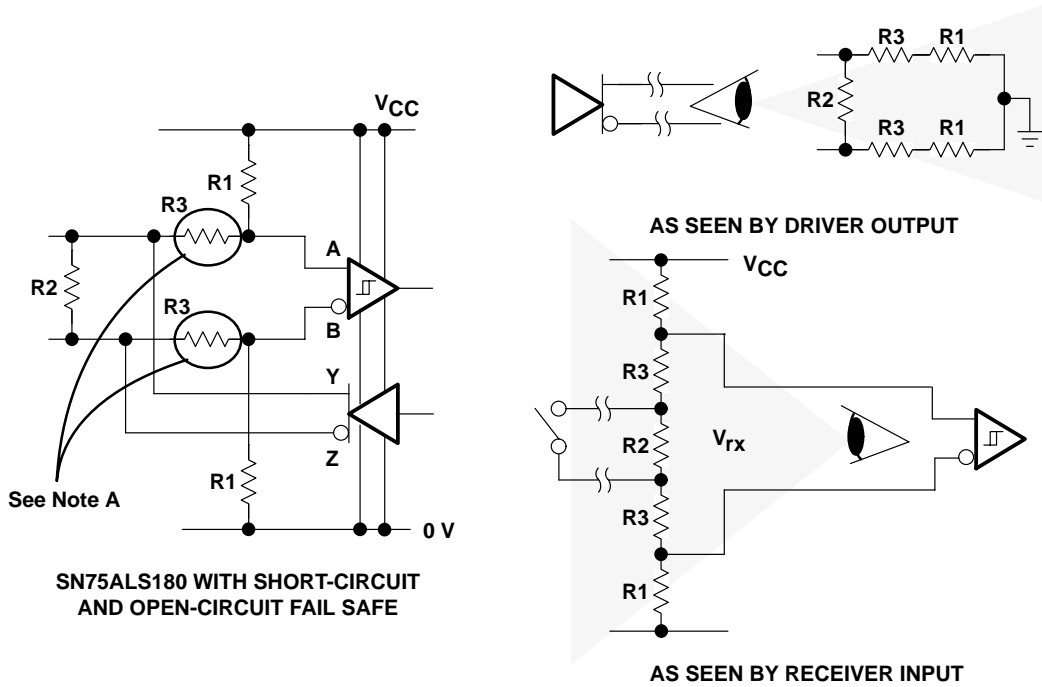 VCC
R1
R3
A
R2
R3
B
Y
Z
R1
See Note A
0 V
SN75ALS180 WITH SHORT-CIRCUIT
AND OPEN-CIRCUIT FAIL SAFE
R3 R1
R2
R3 R1
AS SEEN BY DRIVER OUTPUT
VCC
R1
R3
Vrx
R2
R3
R1
AS SEEN BY RECEIVER INPUT